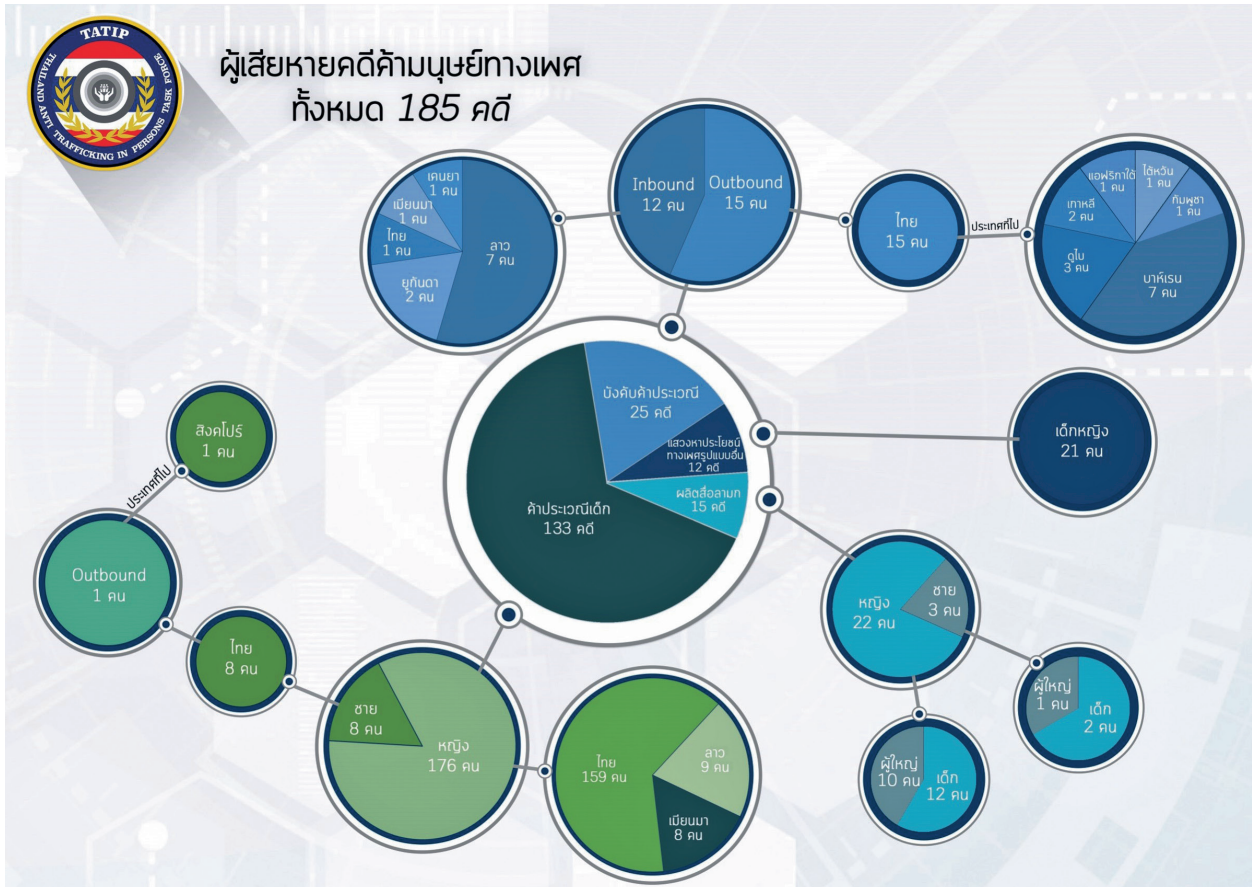 TATIP
THAILAND ANTI TRAFFICKING IN PERSONS TASK FORCE
ผู้เสียหายคดีค้ามนุษย์ทางเพศ
ทั้งหมด 185 คดี
เคนยา
1 คน
เมียนมา
1 คน
ไทย
1 คน
ยูกันดา
2 คน
ลาว
7 คน
Inbound
12 คน
Outbound
15 คน
ไทย
15 คน
ประเทศที่ไป
แอฟริกาใต้
1 คน
ไต้หวัน
1 คน
กัมพูชา
1 คน
เกาหลี
2 คน
ดูไบ
3 คน
บาห์เรน
7 คน
บังคับค้าประเวณี
25 คดี
แสวงหาประโยชน์
ทางเพศรูปแบบอื่น
12 คดี
ผลิตสื่อลามก
15 คดี
ค้าประเวณีเด็ก
133 คดี
เด็กหญิง
21 คน
สิงคโปร์
1 คน
ประเทศที่ไป
Outbound
1 คน
ไทย
8 คน
ชาย
8 คน
หญิง
176 คน
ไทย
159 คน
ลาว
9 คน
เมียนมา
8 คน
หญิง
22 คน
ชาย
3 คน
ผู้ใหญ่
1 คน
เด็ก
2 คน
ผู้ใหญ่
10 คน
เด็ก
12 คน